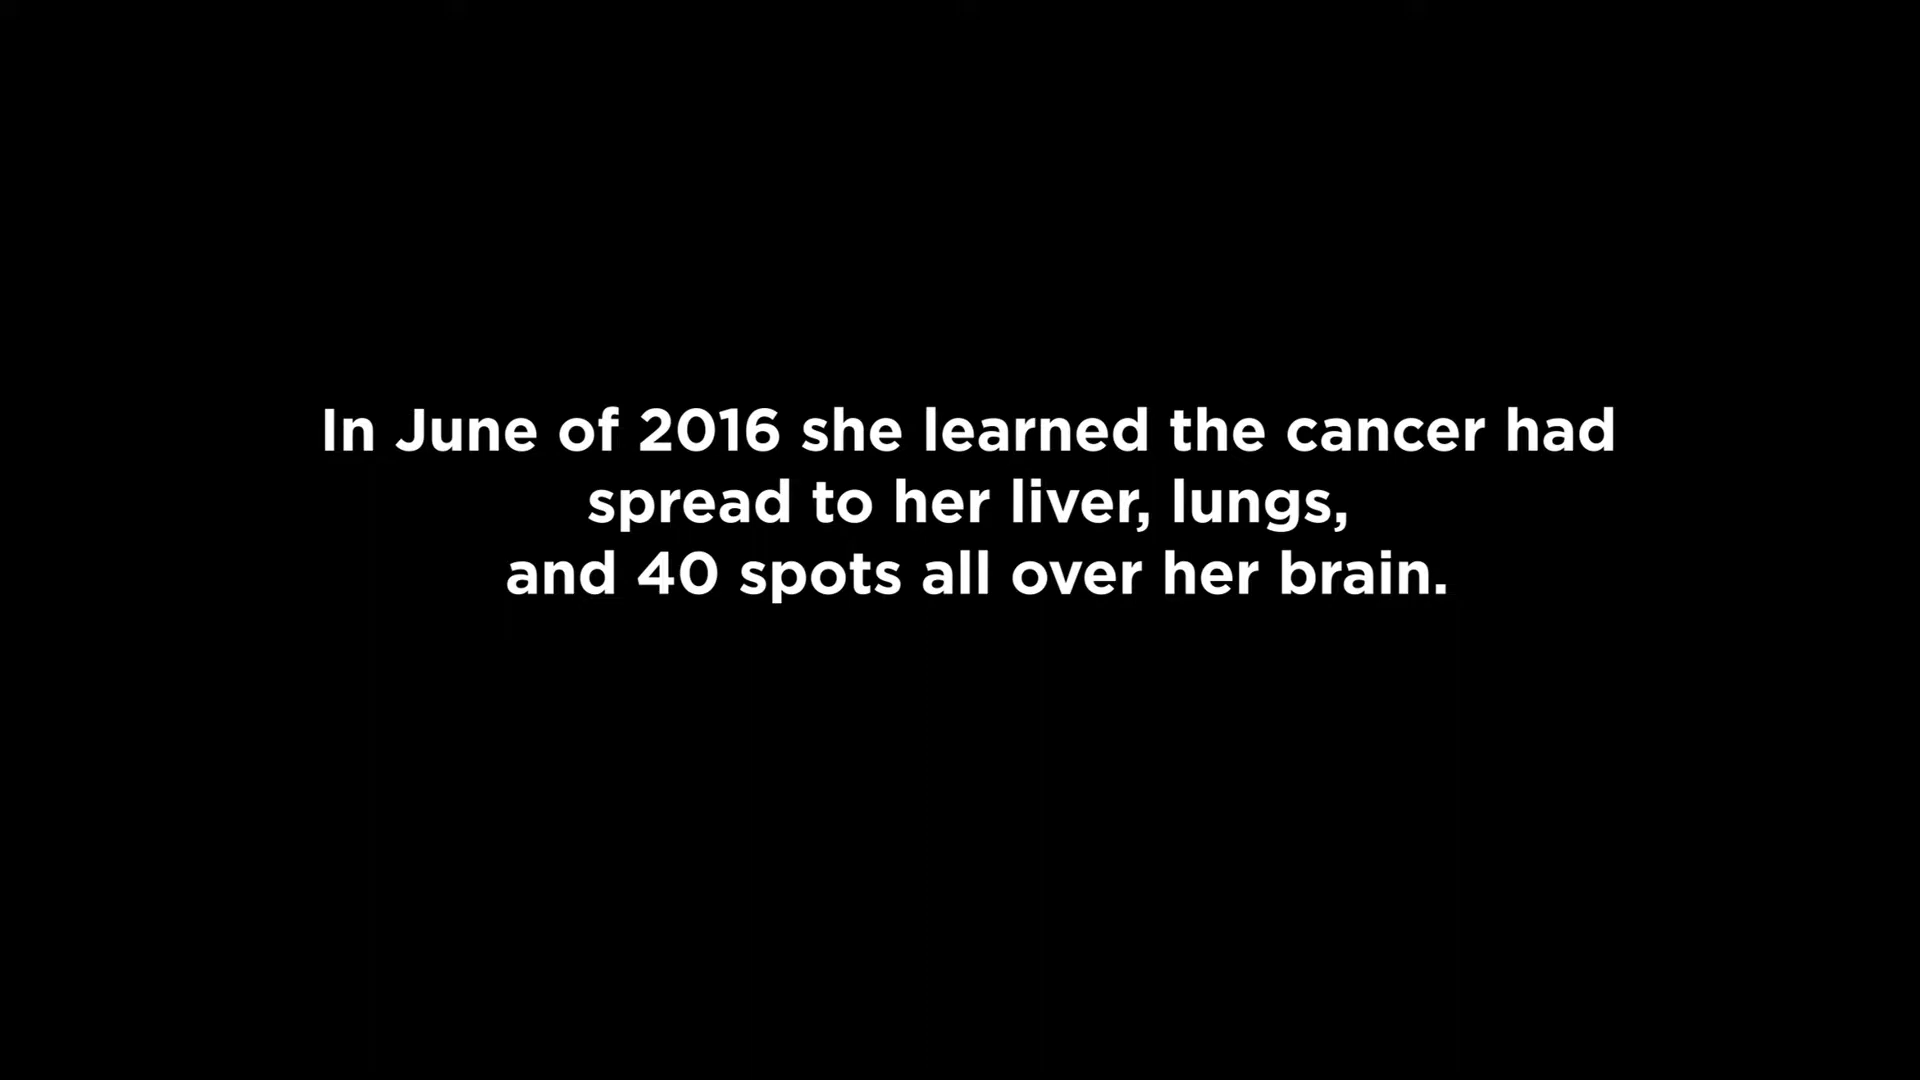 In June of 2016 she learned the cancer had
spread to her liver, lungs,
and 40 spots all over her brain.